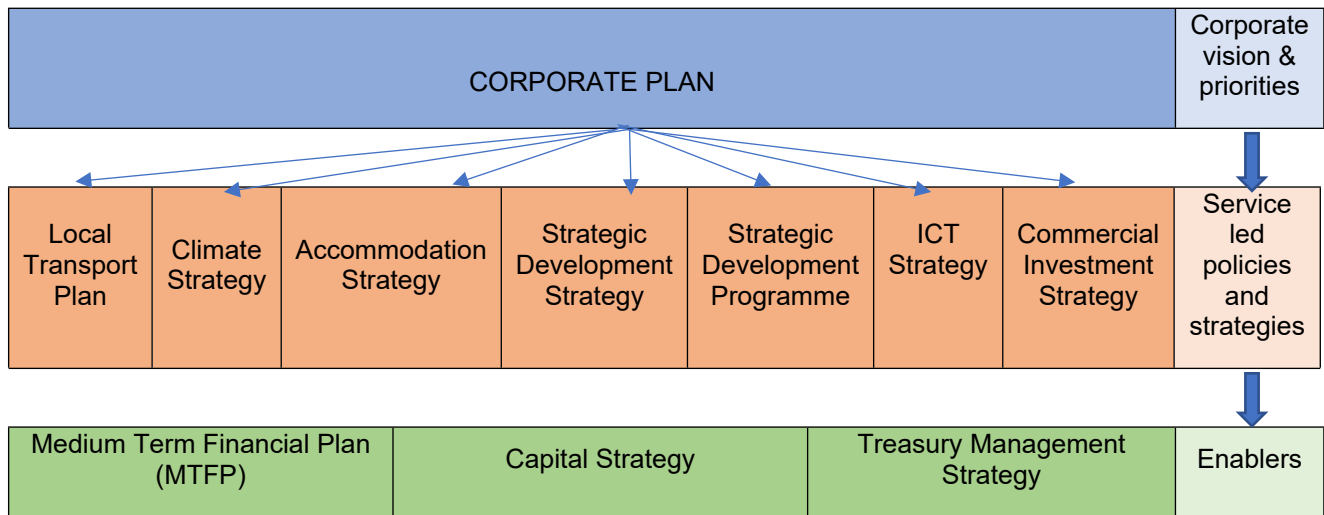 CORPORATE PLAN
Corporate
vision &
priorities
Local
Transport
Plan
Climate
Strategy
Accommodation
Strategy
Strategic
Development
Strategy
Strategic
Development
Programme
ICT
Strategy
Commercial
Investment
Strategy
Service
led
policies
and
strategies
Medium Term Financial Plan
(MTFP)
Capital Strategy
Treasury Management
Strategy
Enablers